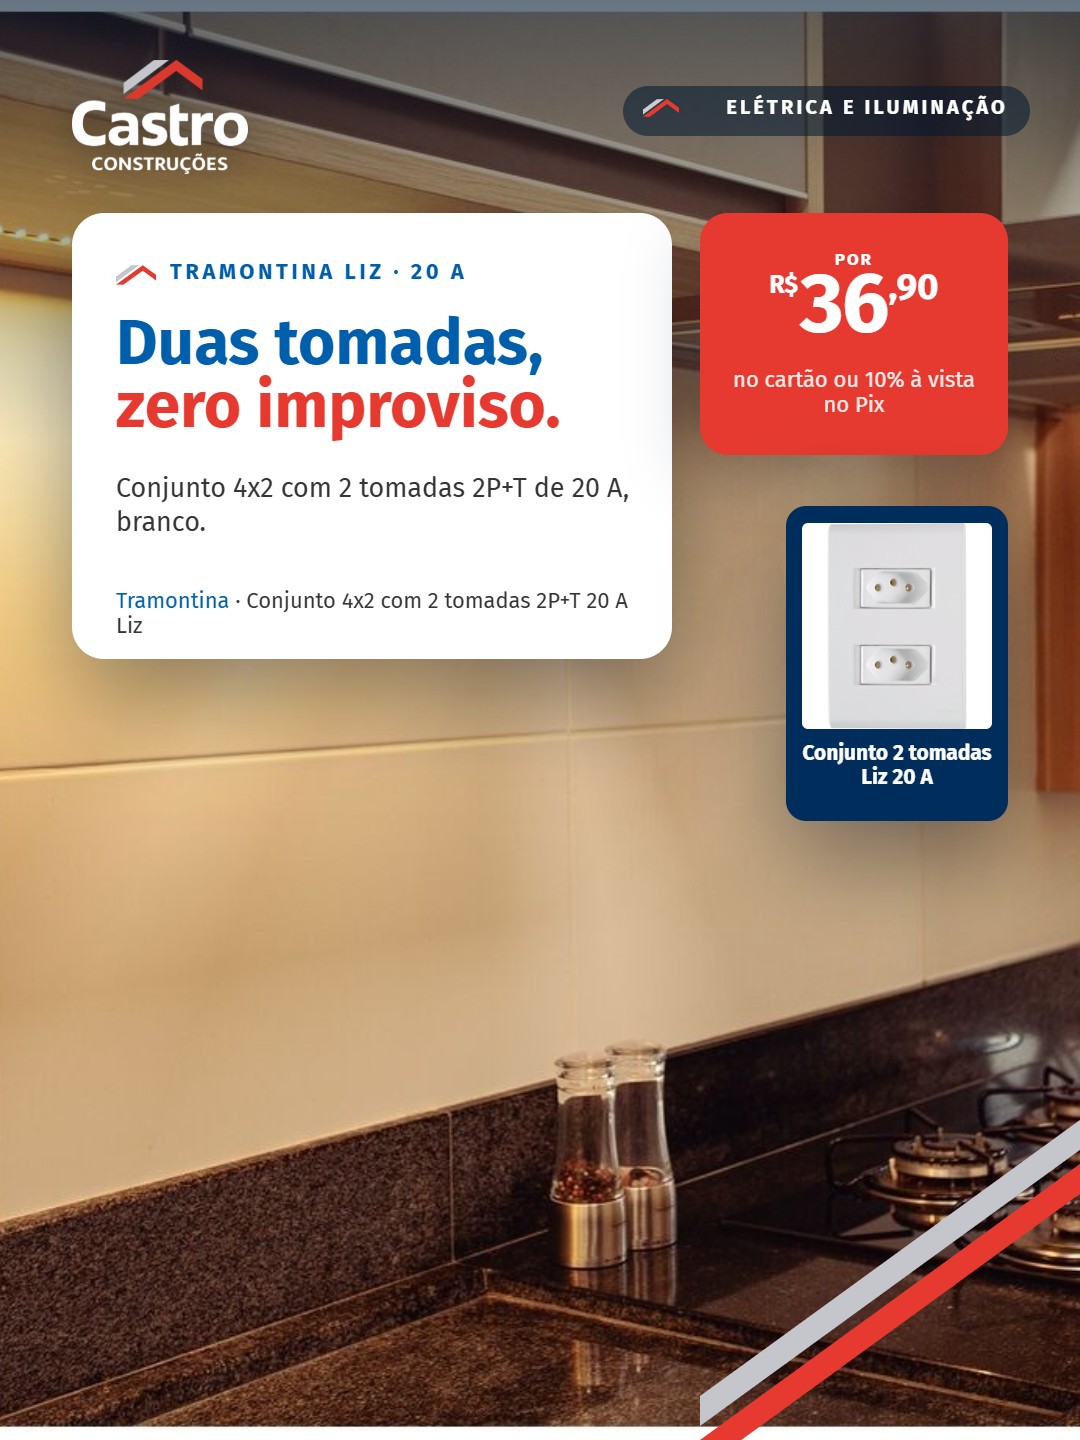 Castro
CONSTRUÇÕES
ELÉTRICA E ILUMINAÇÃO
TRAMONTINA LIZ · 20 A
Duas tomadas,
zero improviso.
Conjunto 4x2 com 2 tomadas 2P+T de 20 A,
branco.
Tramontina · Conjunto 4x2 com 2 tomadas 2P+T 20 A
Liz
POR
R$36,90
no cartão ou 10% à vista
no Pix
Conjunto 2 tomadas
Liz 20 A